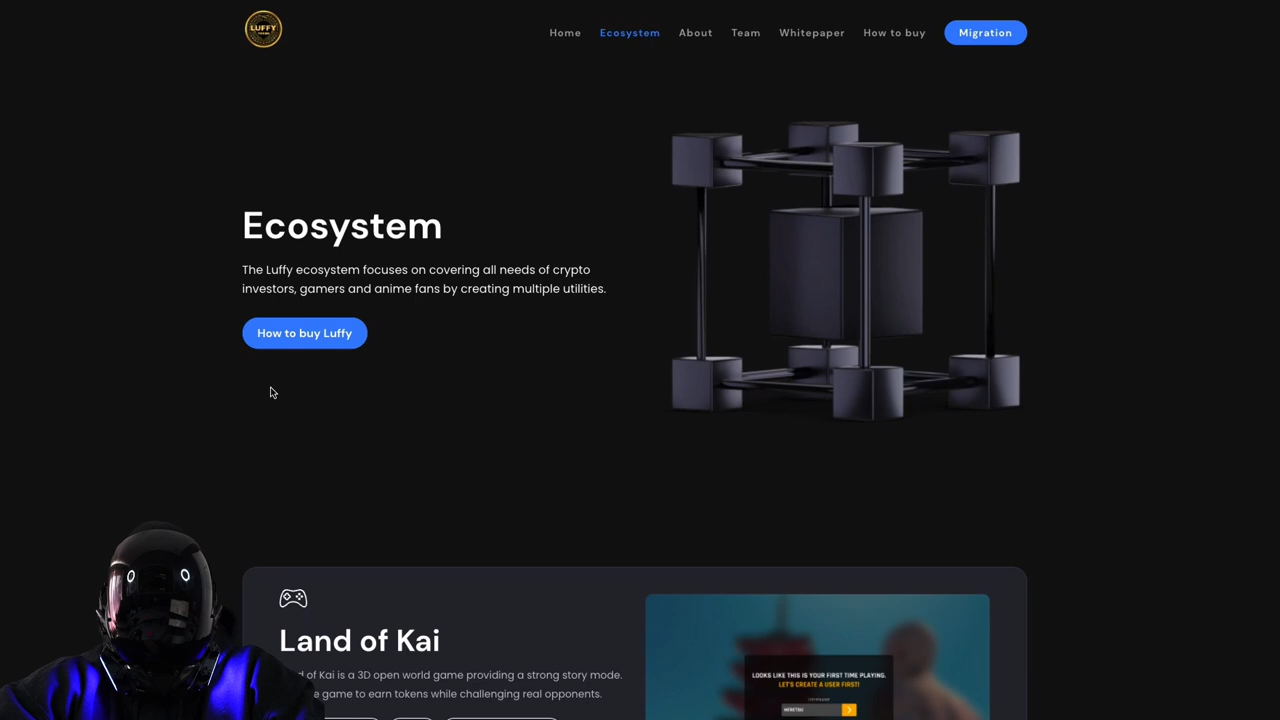 LUFFY
Home Ecosystem About Team Whitepaper How to buy Migration
Ecosystem
The Luffy ecosystem focuses on covering all needs of crypto
investors, gamers and anime fans by creating multiple utilities.
How to buy Luffy
Land of Kai
of Kai is a 3D open world game providing a strong story mode.
game to earn tokens while challenging real opponents.
LOOKS LIKE THIS IS YOUR FIRST TIME PLAYING.
LET'S CREATE A USER FIRST!